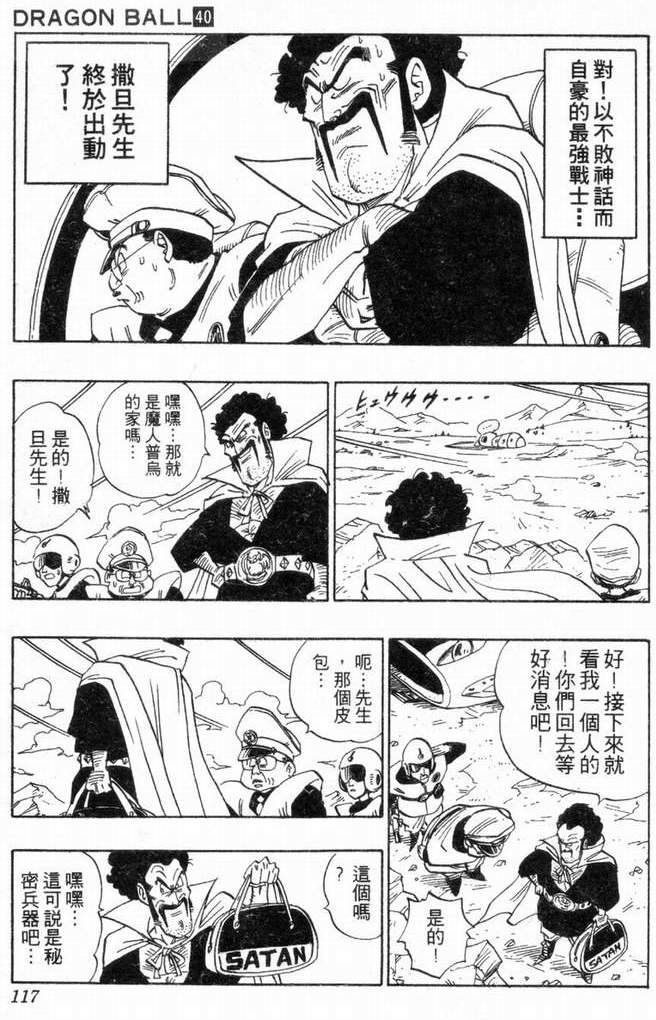 DRAGON BALL 40
對！以不敗神話而
自豪的最強戰士…
撒旦先生
終於出動
了！
ヒュウウウ・・・・
嘿嘿…那就
是魔人普烏
的家嗎…
是的！撒
旦先生！
好！接下來就
看我一個人的
！你們回去等
好消息吧！
是的！
SATAN
呃…先生
，那個皮
包…
這個嗎
？
SATAN
嘿嘿…
這可説是秘
密兵器吧…
117